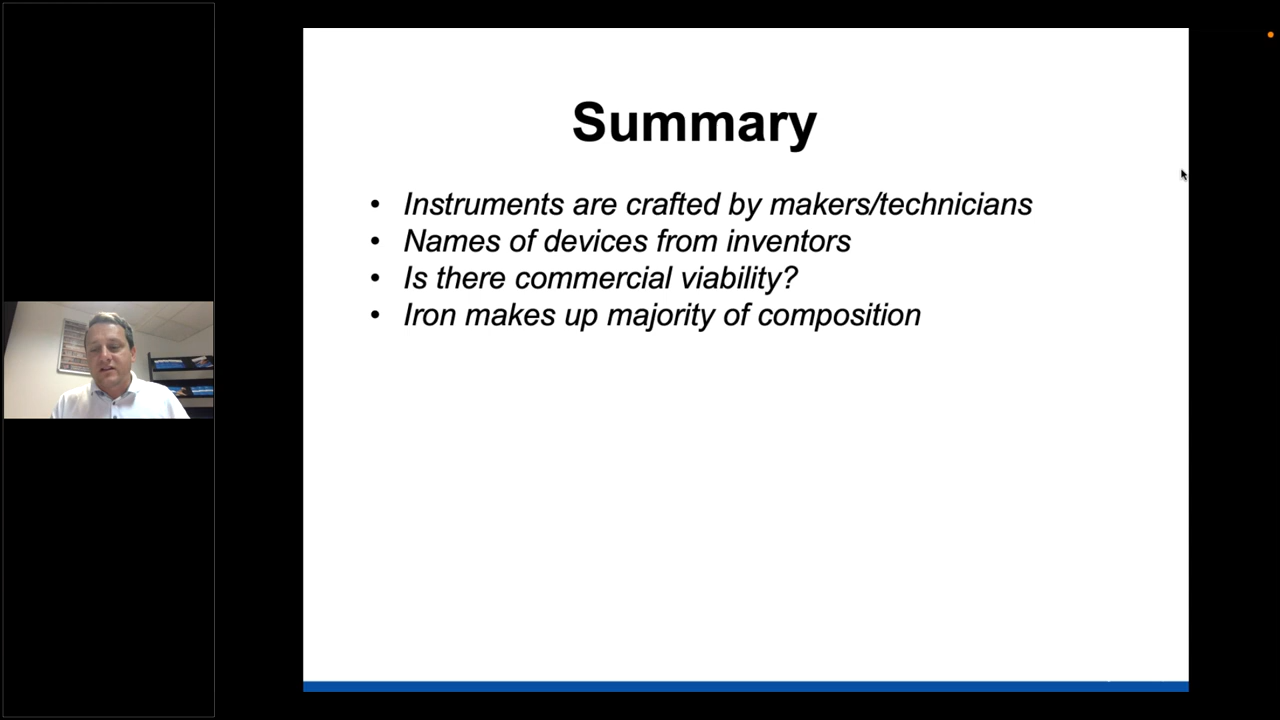 Summary
• Instruments are crafted by makers/technicians
• Names of devices from inventors
• Is there commercial viability?
• Iron makes up majority of composition